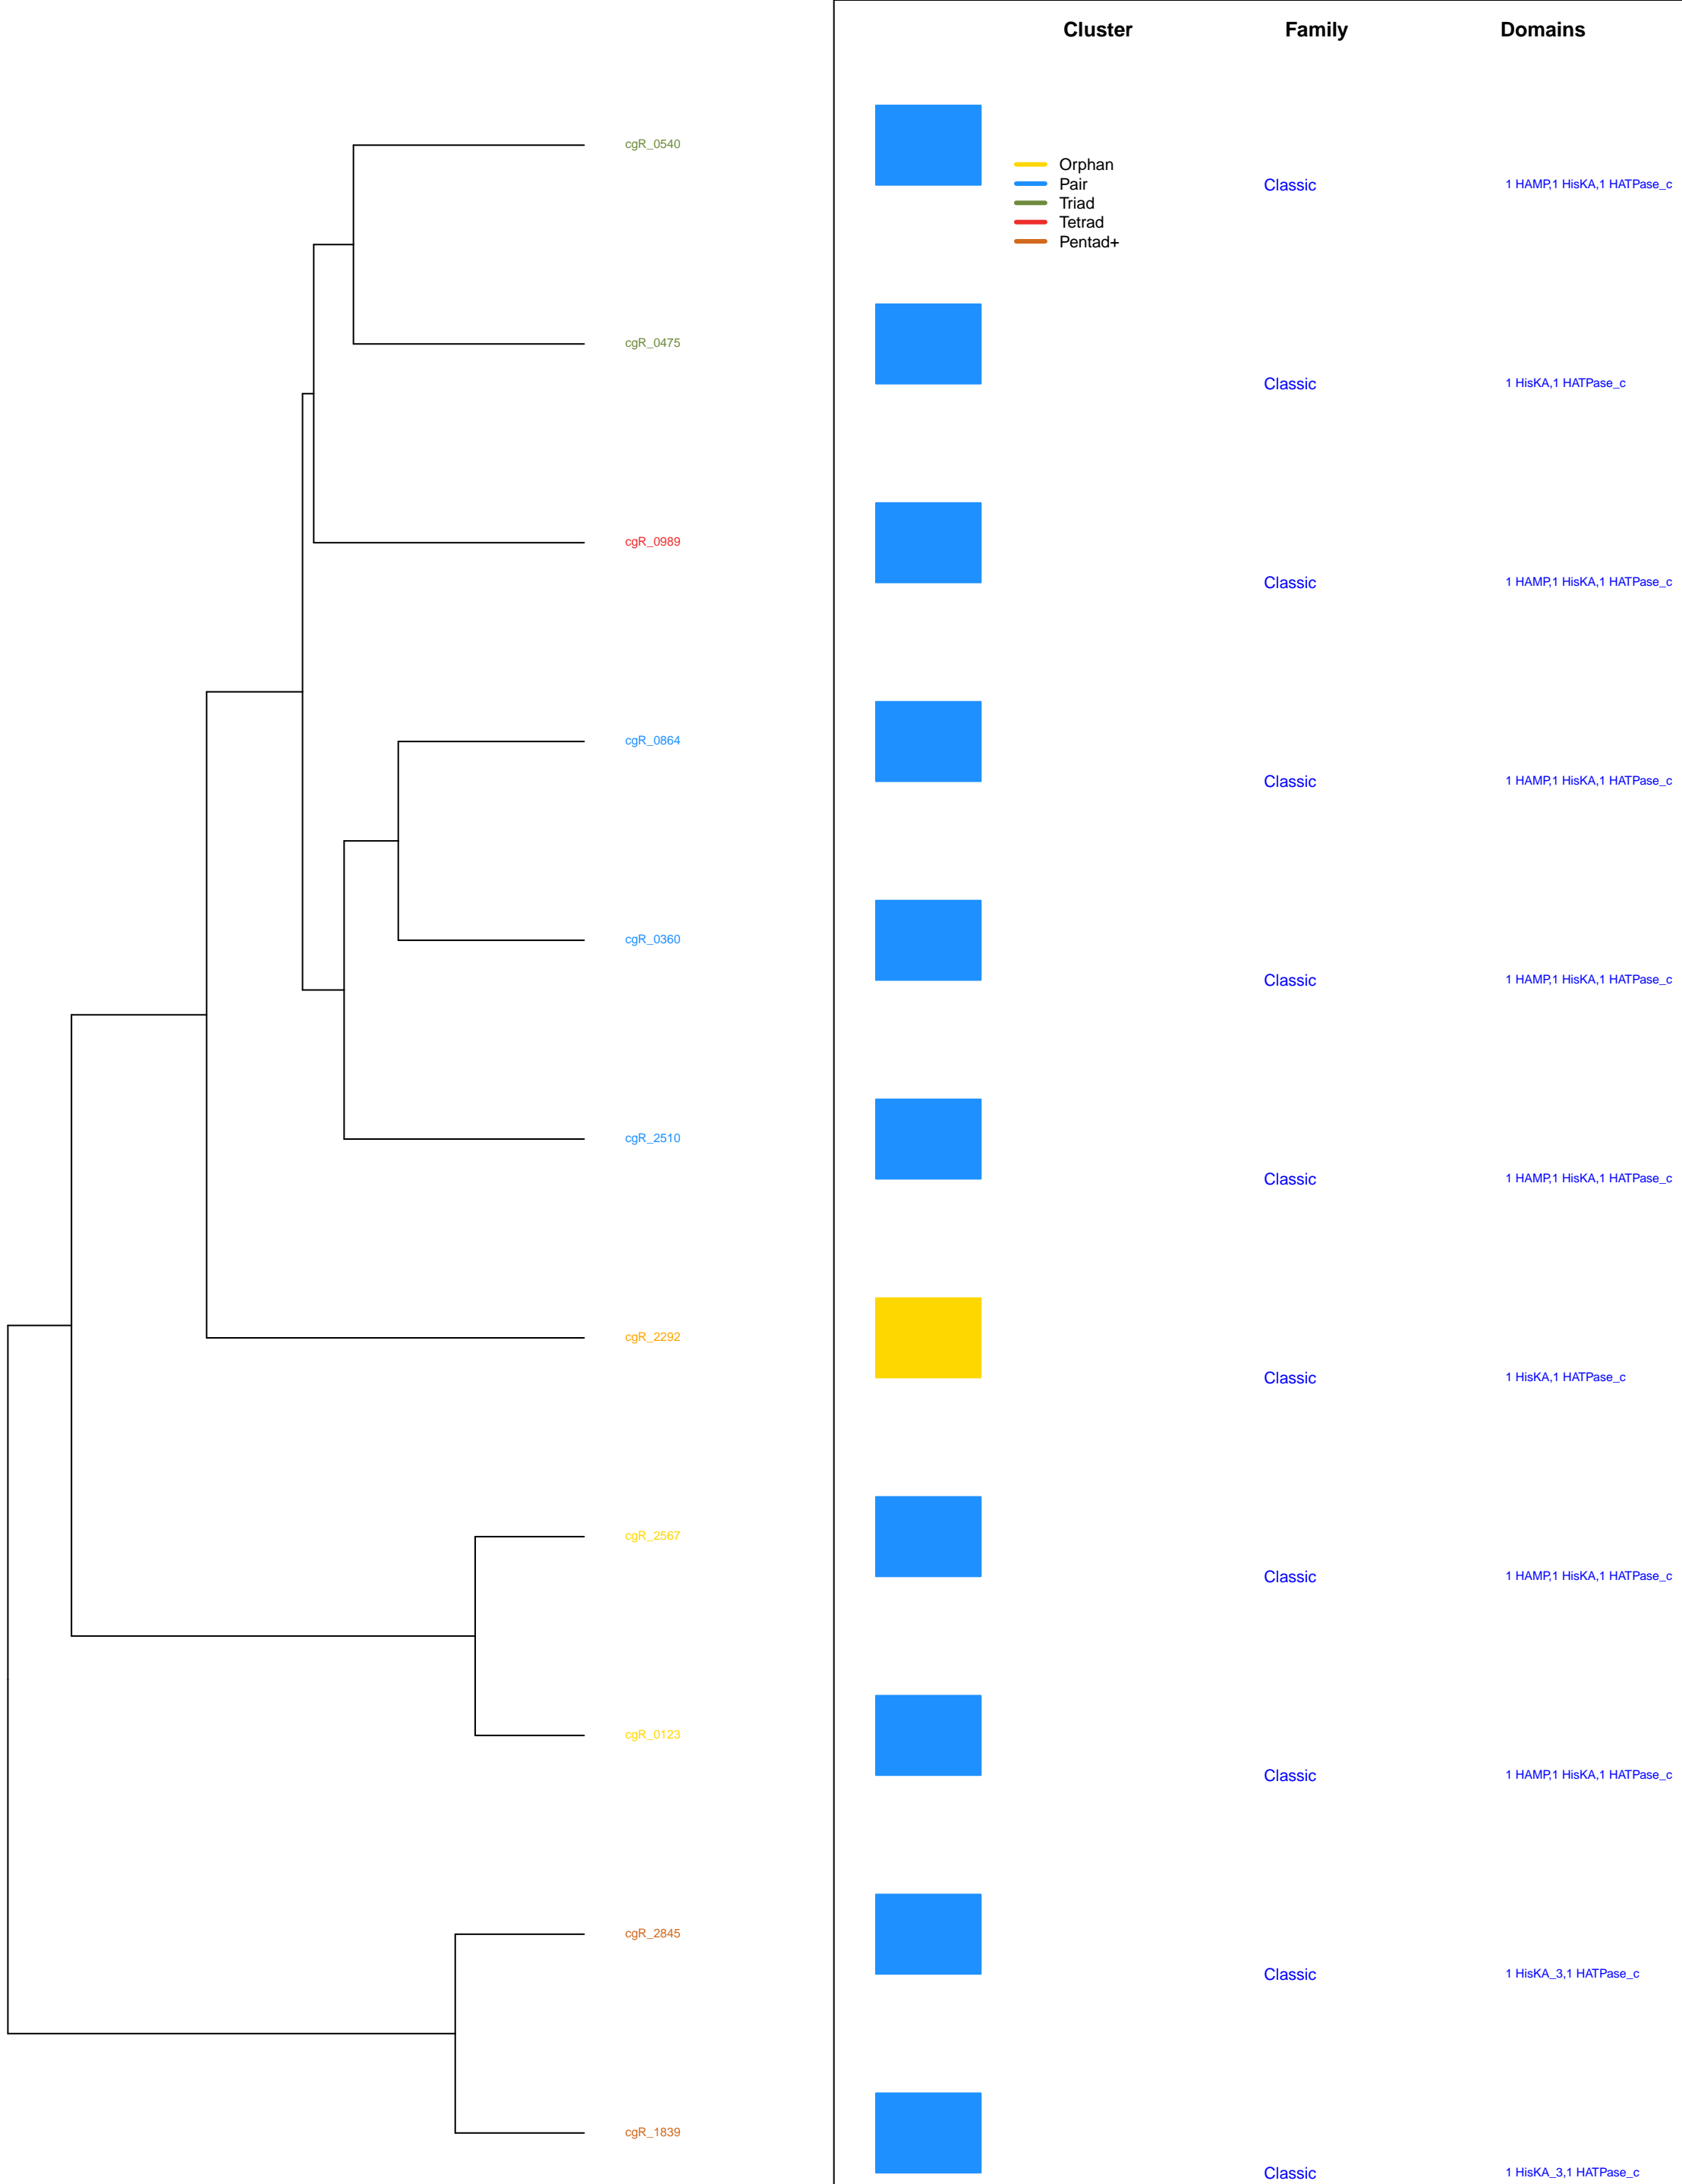 Cluster Family Domains
cgR_0540
Orphan
Pair
Triad
Tetrad
Pentad+
Classic 1 HAMP,1 HisKA,1 HATPase_c
cgR_0475
Classic 1 HisKA,1 HATPase_c
cgR_0989
Classic 1 HAMP,1 HisKA,1 HATPase_c
cgR_0864
Classic 1 HAMP,1 HisKA,1 HATPase_c
cgR_0360
Classic 1 HAMP,1 HisKA,1 HATPase_c
cgR_2510
Classic 1 HAMP,1 HisKA,1 HATPase_c
cgR_2292
Classic 1 HisKA,1 HATPase_c
cgR_2567
Classic 1 HAMP,1 HisKA,1 HATPase_c
cgR_0123
Classic 1 HAMP,1 HisKA,1 HATPase_c
cgR_2845
Classic 1 HisKA_3,1 HATPase_c
cgR_1839
Classic 1 HisKA_3,1 HATPase_c